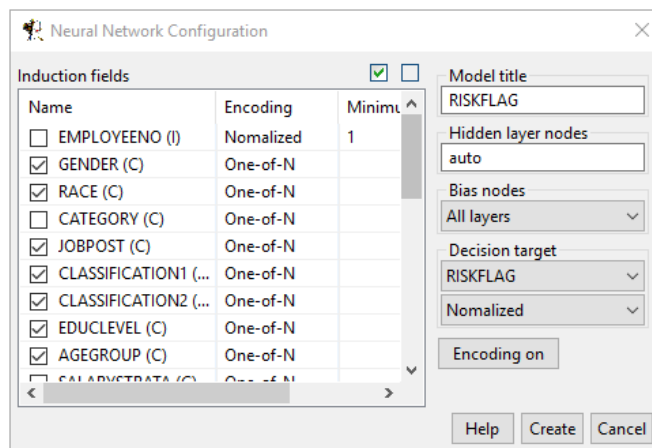 Neural Network Configuration
Induction fields
Name Encoding Minimu
EMPLOYEENO (I) Nomalized 1
GENDER (C) One-of-N
RACE (C) One-of-N
CATEGORY (C) One-of-N
JOBPOST (C) One-of-N
CLASSIFICATION1 (...
CLASSIFICATION2 (... One-of-N
EDUCLEVEL (C) One-of-N
AGEGROUP (C) One-of-N
SALARYSTRATA (C) One-of-N
Model title
RISKFLAG
Hidden layer nodes
auto
Bias nodes
All layers
Decision target
RISKFLAG
Nomalized
Encoding on
Help Create Cancel